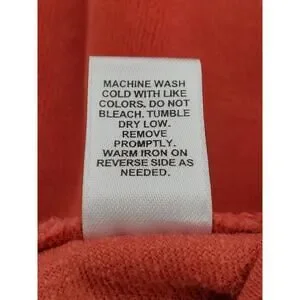 MACHINE WASH
COLD WITH LIKE
COLORS. DO NOT
BLEACH. TUMBLE
DRY LOW.
REMOVE
PROMPTLY.
WARM IRON ON
REVERSE SIDE AS
NEEDED.